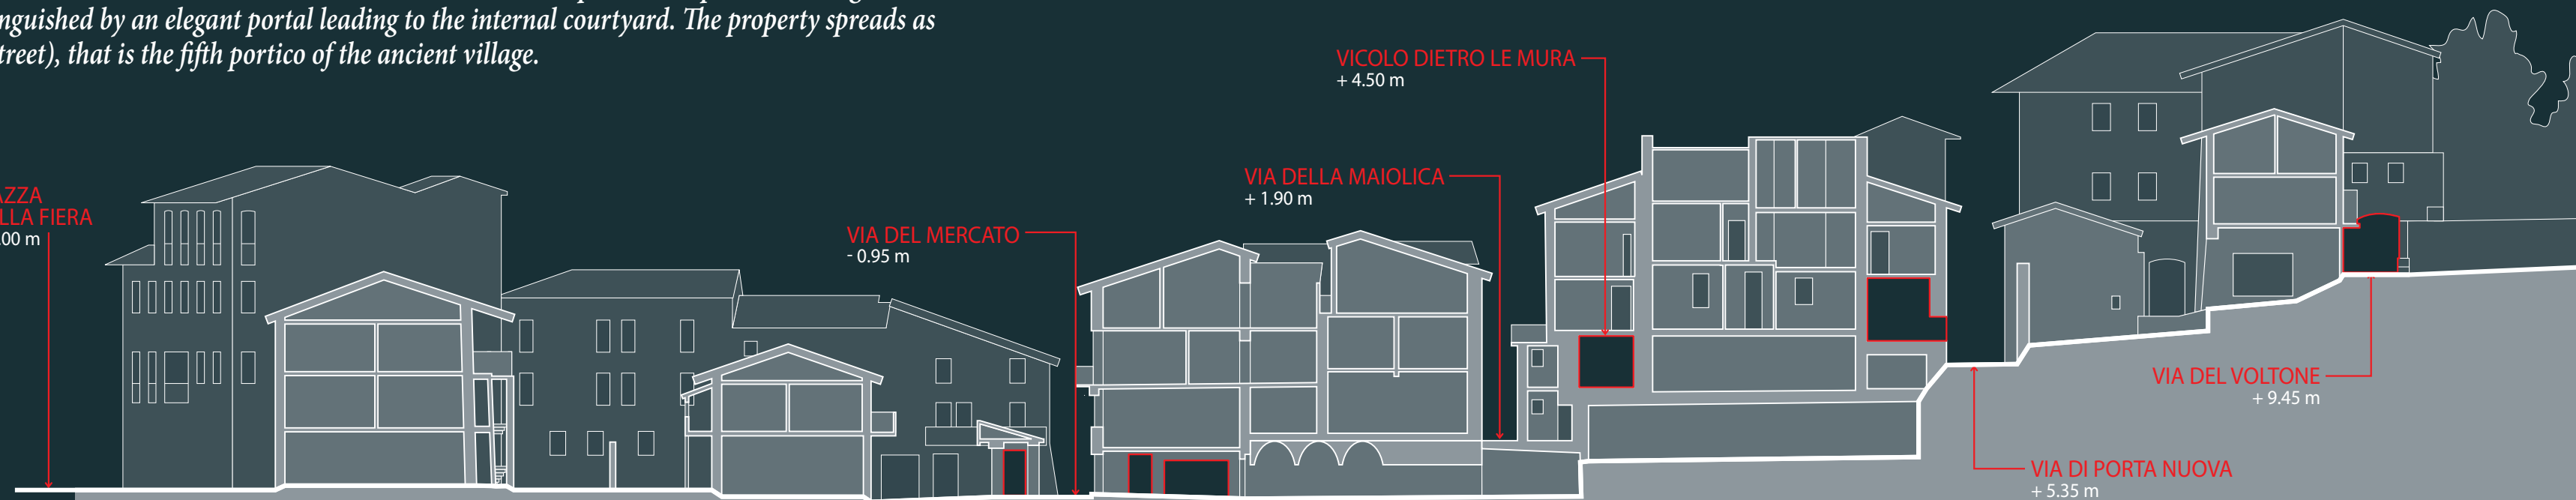 nguished by an elegant portal leading to the internal courtyard. The property spreads as
treet), that is the fifth portico of the ancient village.
VICOLO DIETRO LE MURA
+ 4.50 m
VIA DELLA MAIOLICA
+ 1.90 m
AZZA
LLA FIERA
.00 m
VIA DEL MERCATO
- 0.95 m
VIA DEL VOLTONE
+ 9.45 m
VIA DI PORTA NUOVA
+ 5.35 m